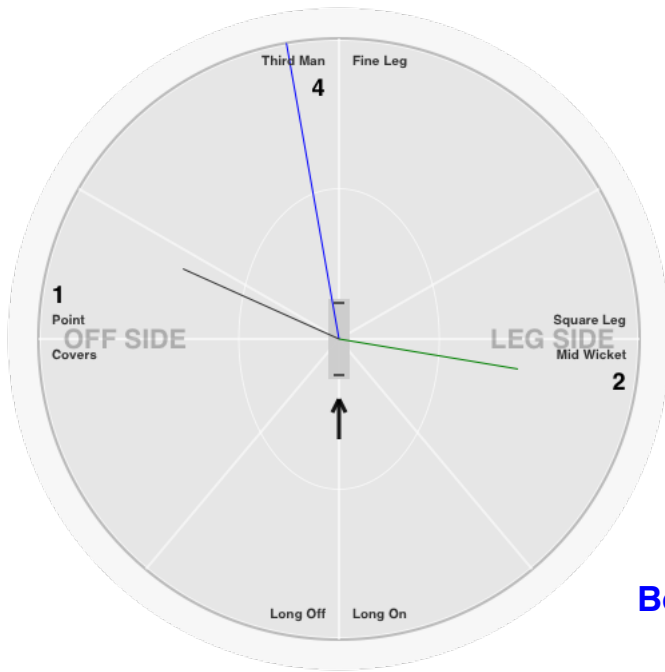 Third Man Fine Leg
4
1
Point Square Leg
OFF SIDE LEG SIDE
Covers Mid Wicket
2
Long Off Long On